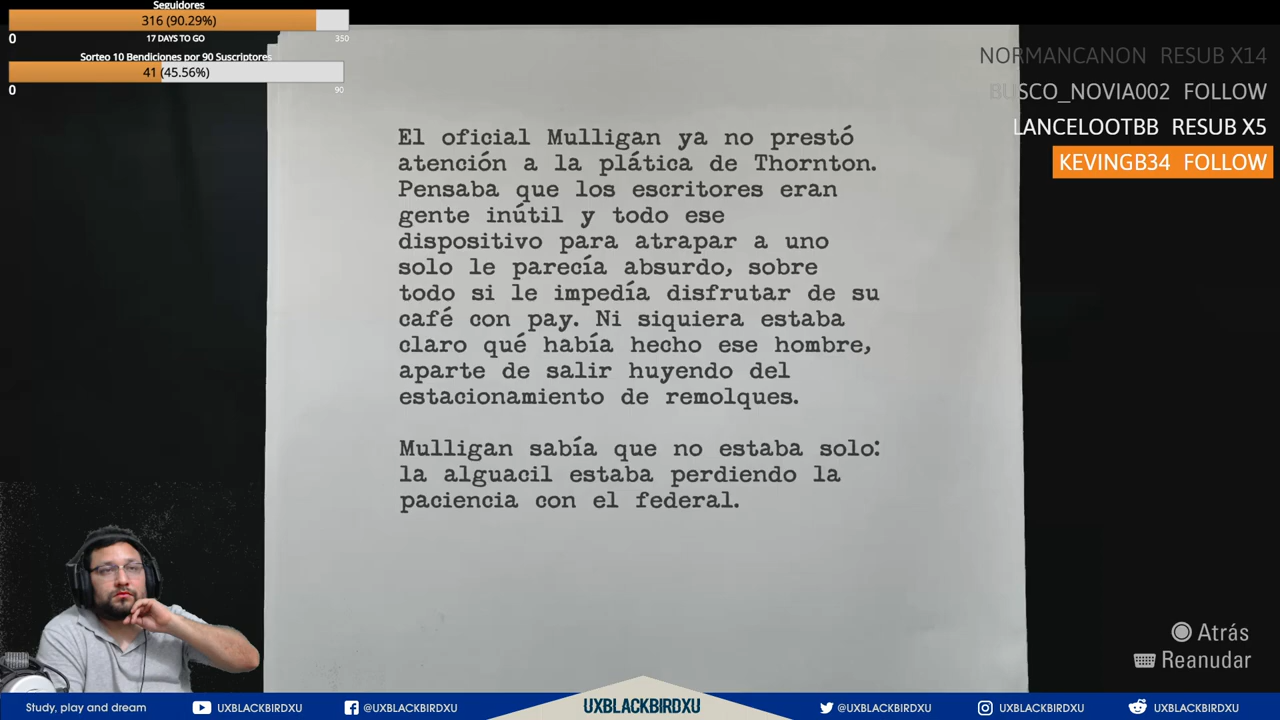 Seguidores
316 (90.29%)
0 17 DAYS TO GO 350
Sorteo 10 Bendiciones por 90 Suscriptores
41 (45.56%)
0 90
NORMANCANON RESUB X14
BUSCO_NOVIA002 FOLLOW
LANCELOOTBB RESUB X5
KEVINGB34 FOLLOW
El oficial Mulligan ya no prestó
atención a la plática de Thornton.
Pensaba que los escritores eran
gente inútil y todo ese
dispositivo para atrapar a uno
solo le parecía absurdo, sobre
todo si le impedía disfrutar de su
café con pay. Ni siquiera estaba
claro qué había hecho ese hombre,
aparte de salir huyendo del
estacionamiento de remolques.
Mulligan sabía que no estaba solo:
la alguacil estaba perdiendo la
paciencia con el federal.
Atrás
Reanudar
Study, play and dream
UXBLACKBIRDXU
@UXBLACKBIRDXU
UXBLACKBIRDXU
@UXBLACKBIRDXU
UXBLACKBIRDXU
UXBLACKBIRDXU